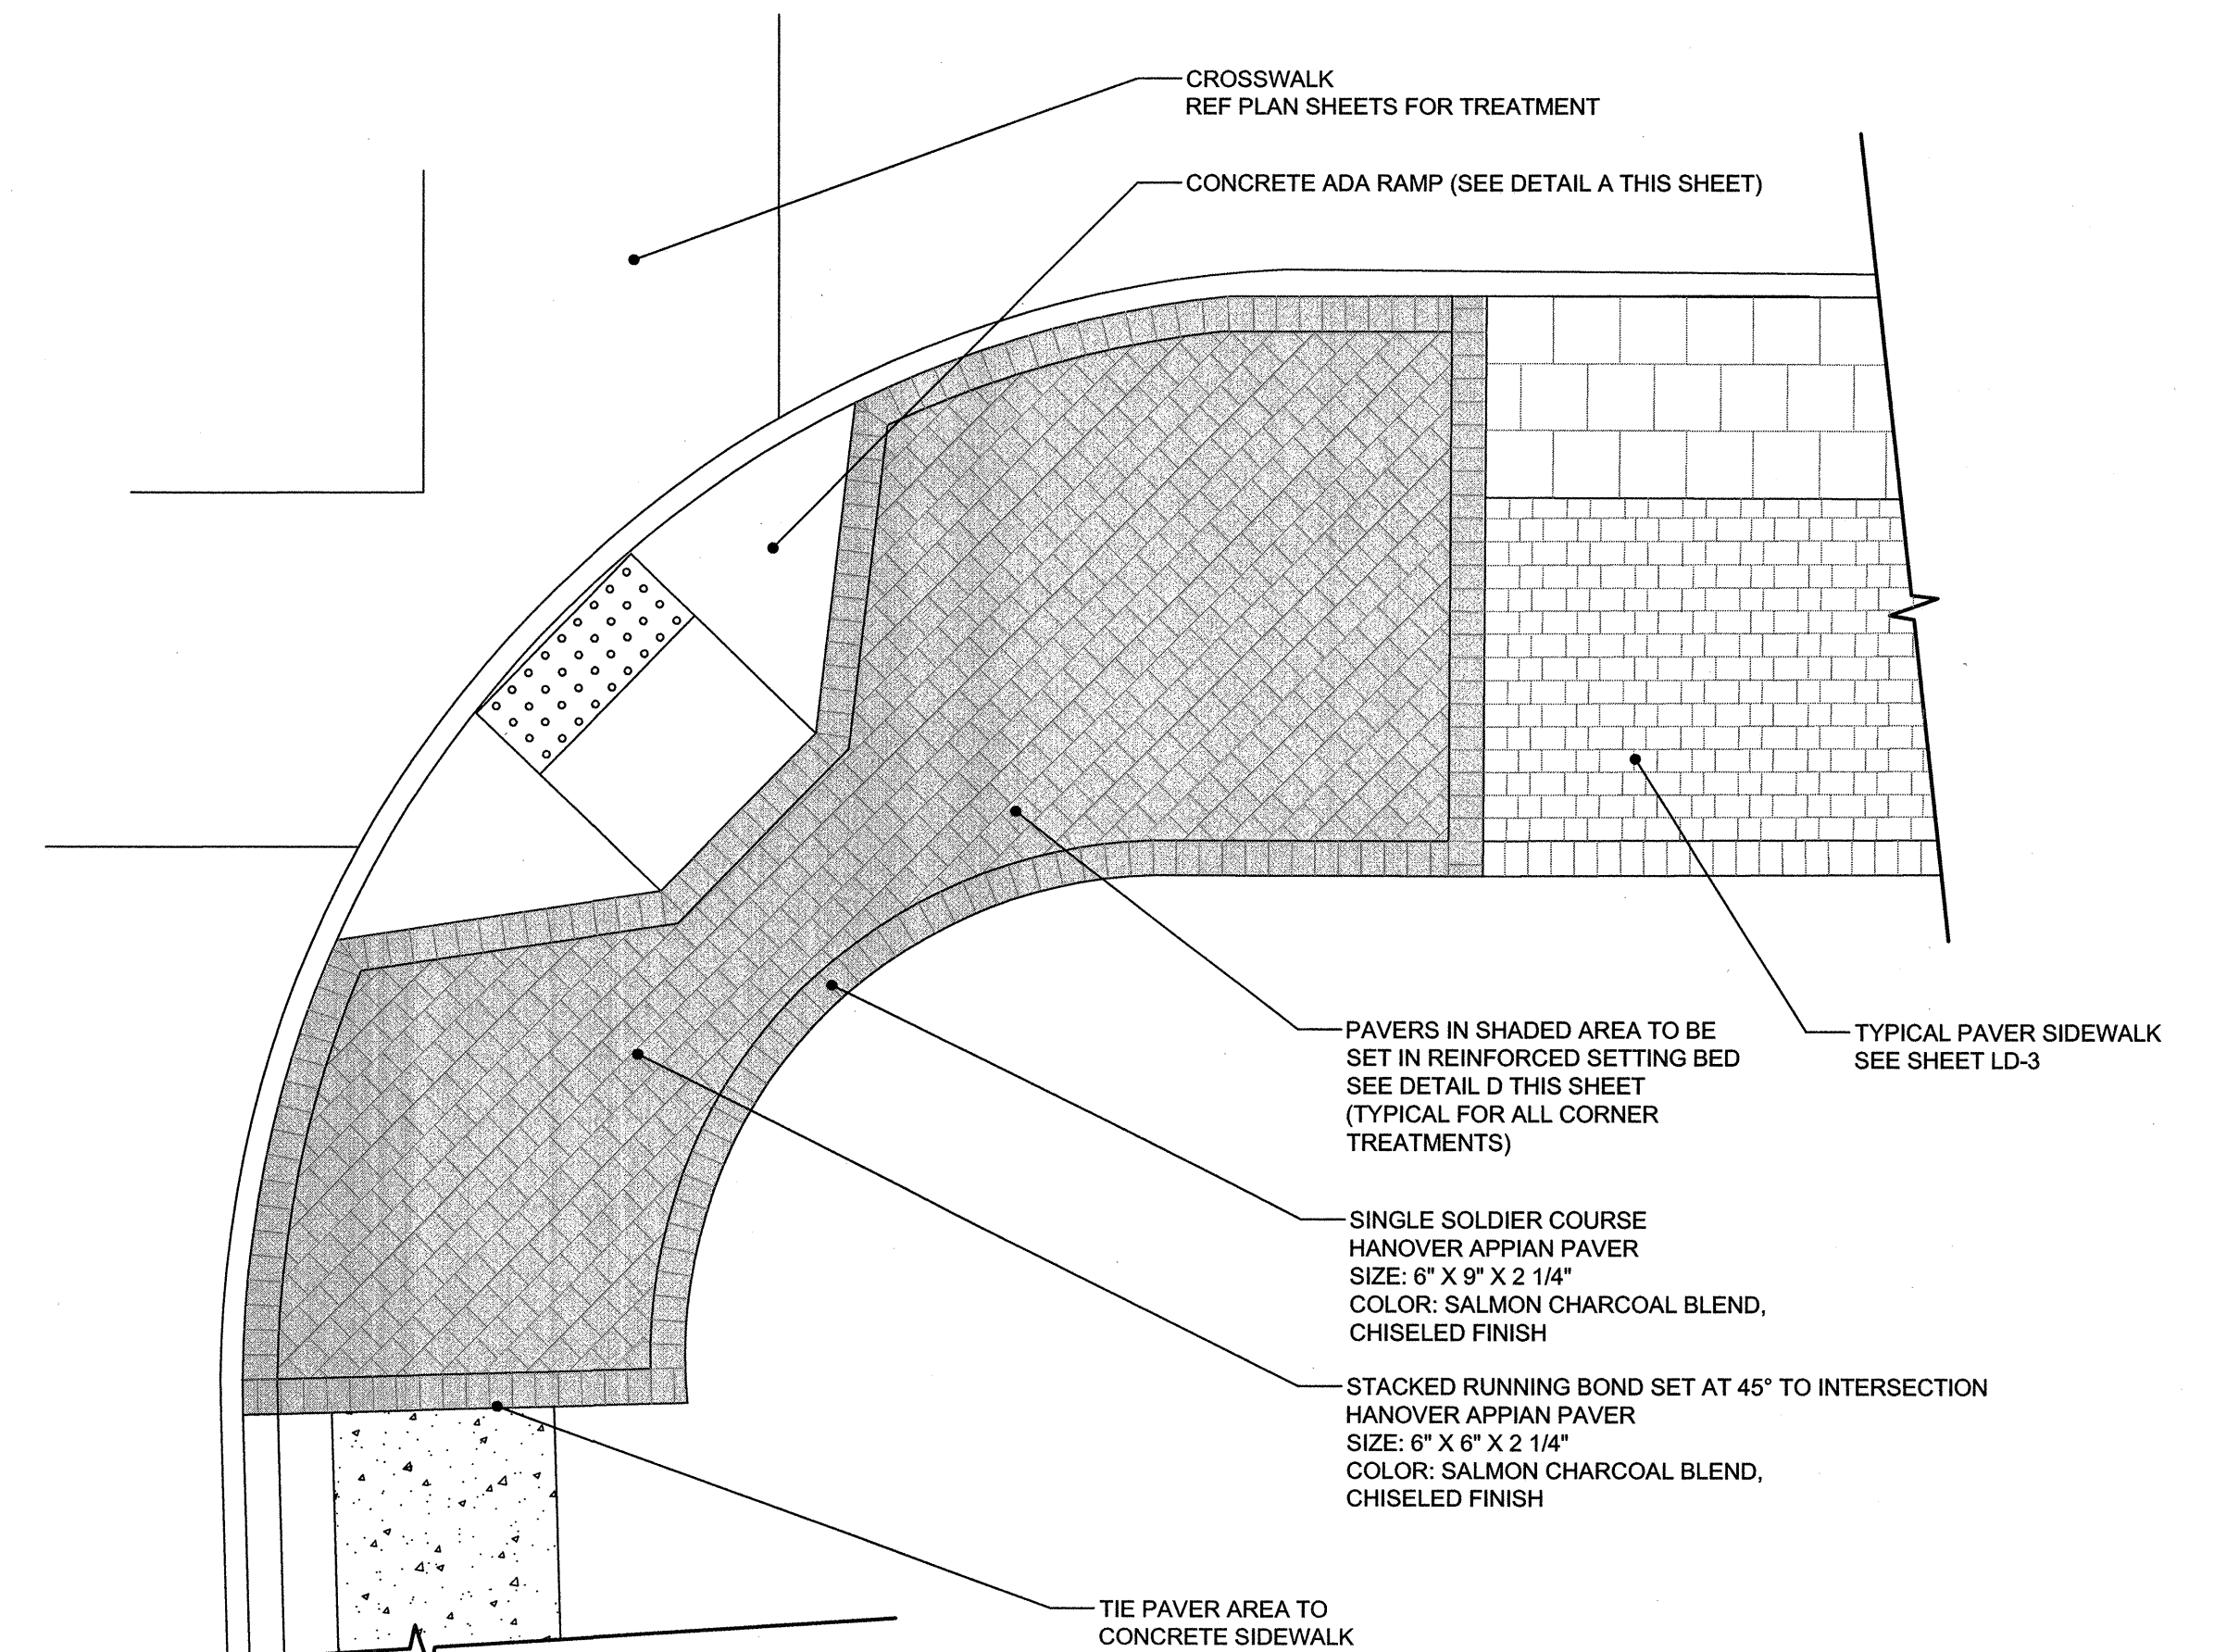 CROSSWALK
REF PLAN SHEETS FOR TREATMENT
CONCRETE ADA RAMP (SEE DETAIL A THIS SHEET)
PAVERS IN SHADED AREA TO BE
SET IN REINFORCED SETTING BED
SEE DETAIL D THIS SHEET
(TYPICAL FOR ALL CORNER
TREATMENTS)
TYPICAL PAVER SIDEWALK
SEE SHEET LD-3
SINGLE SOLDIER COURSE
HANOVER APPIAN PAVER
SIZE: 6" X 9" X 2 1/4"
COLOR: SALMON CHARCOAL BLEND,
CHISELED FINISH
STACKED RUNNING BOND SET AT 45° TO INTERSECTION
HANOVER APPIAN PAVER
SIZE: 6" X 6" X 2 1/4"
COLOR: SALMON CHARCOAL BLEND,
CHISELED FINISH
TIE PAVER AREA TO
CONCRETE SIDEWALK